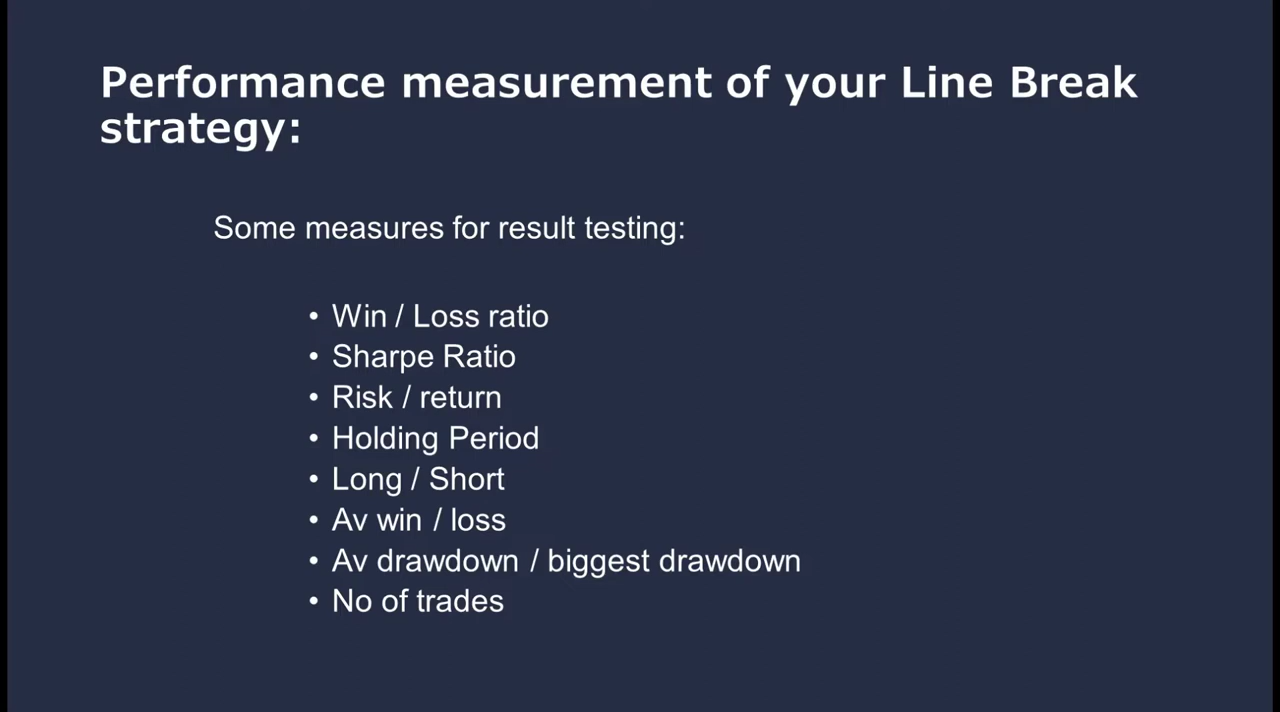 Performance measurement of your Line Break
strategy:
Some measures for result testing:
• Win / Loss ratio
• Sharpe Ratio
• Risk / return
• Holding Period
• Long / Short
• Av win / loss
• Av drawdown / biggest drawdown
• No of trades